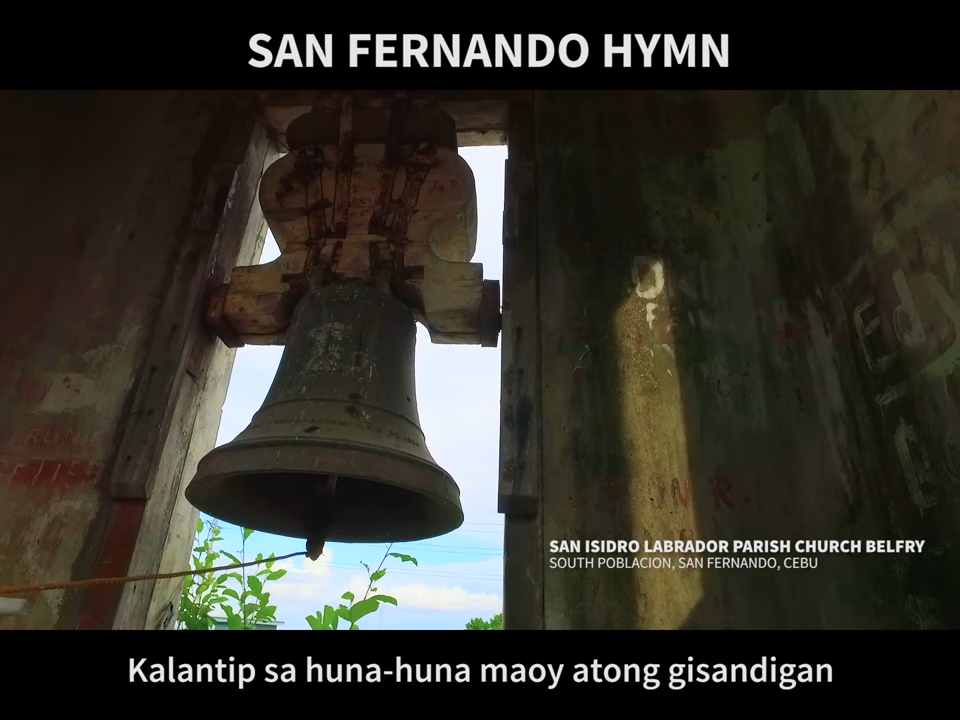 SAN FERNANDO HYMN
SAN ISIDRO LABRADOR PARISH CHURCH BELFRY
SOUTH POBLACION, SAN FERNANDO, CEBU
Kalantip sa huna-huna maoy atong gisandigan